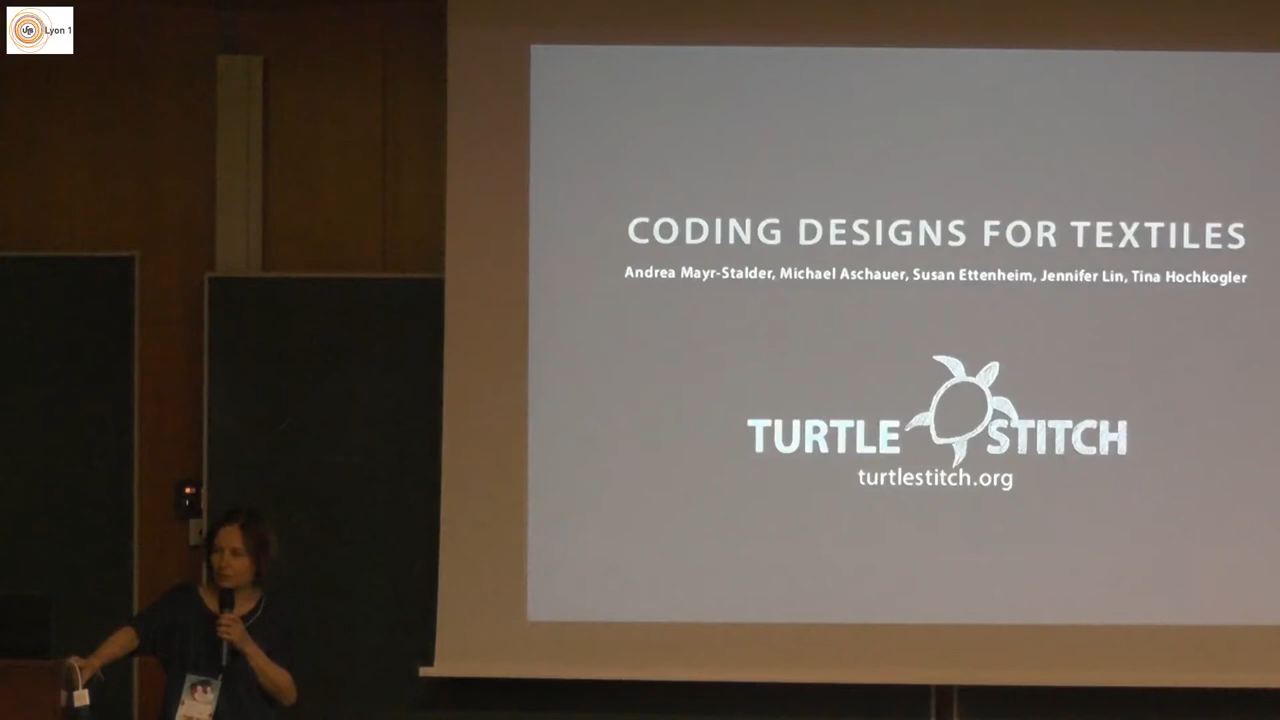 Lyon 1
CODING DESIGNS FOR TEXTILES
Andrea Mayr-Stalder, Michael Aschauer, Susan Ettenheim, Jennifer Lin, Tina Hochkogler
TURTLE STITCH
turtlestitch.org